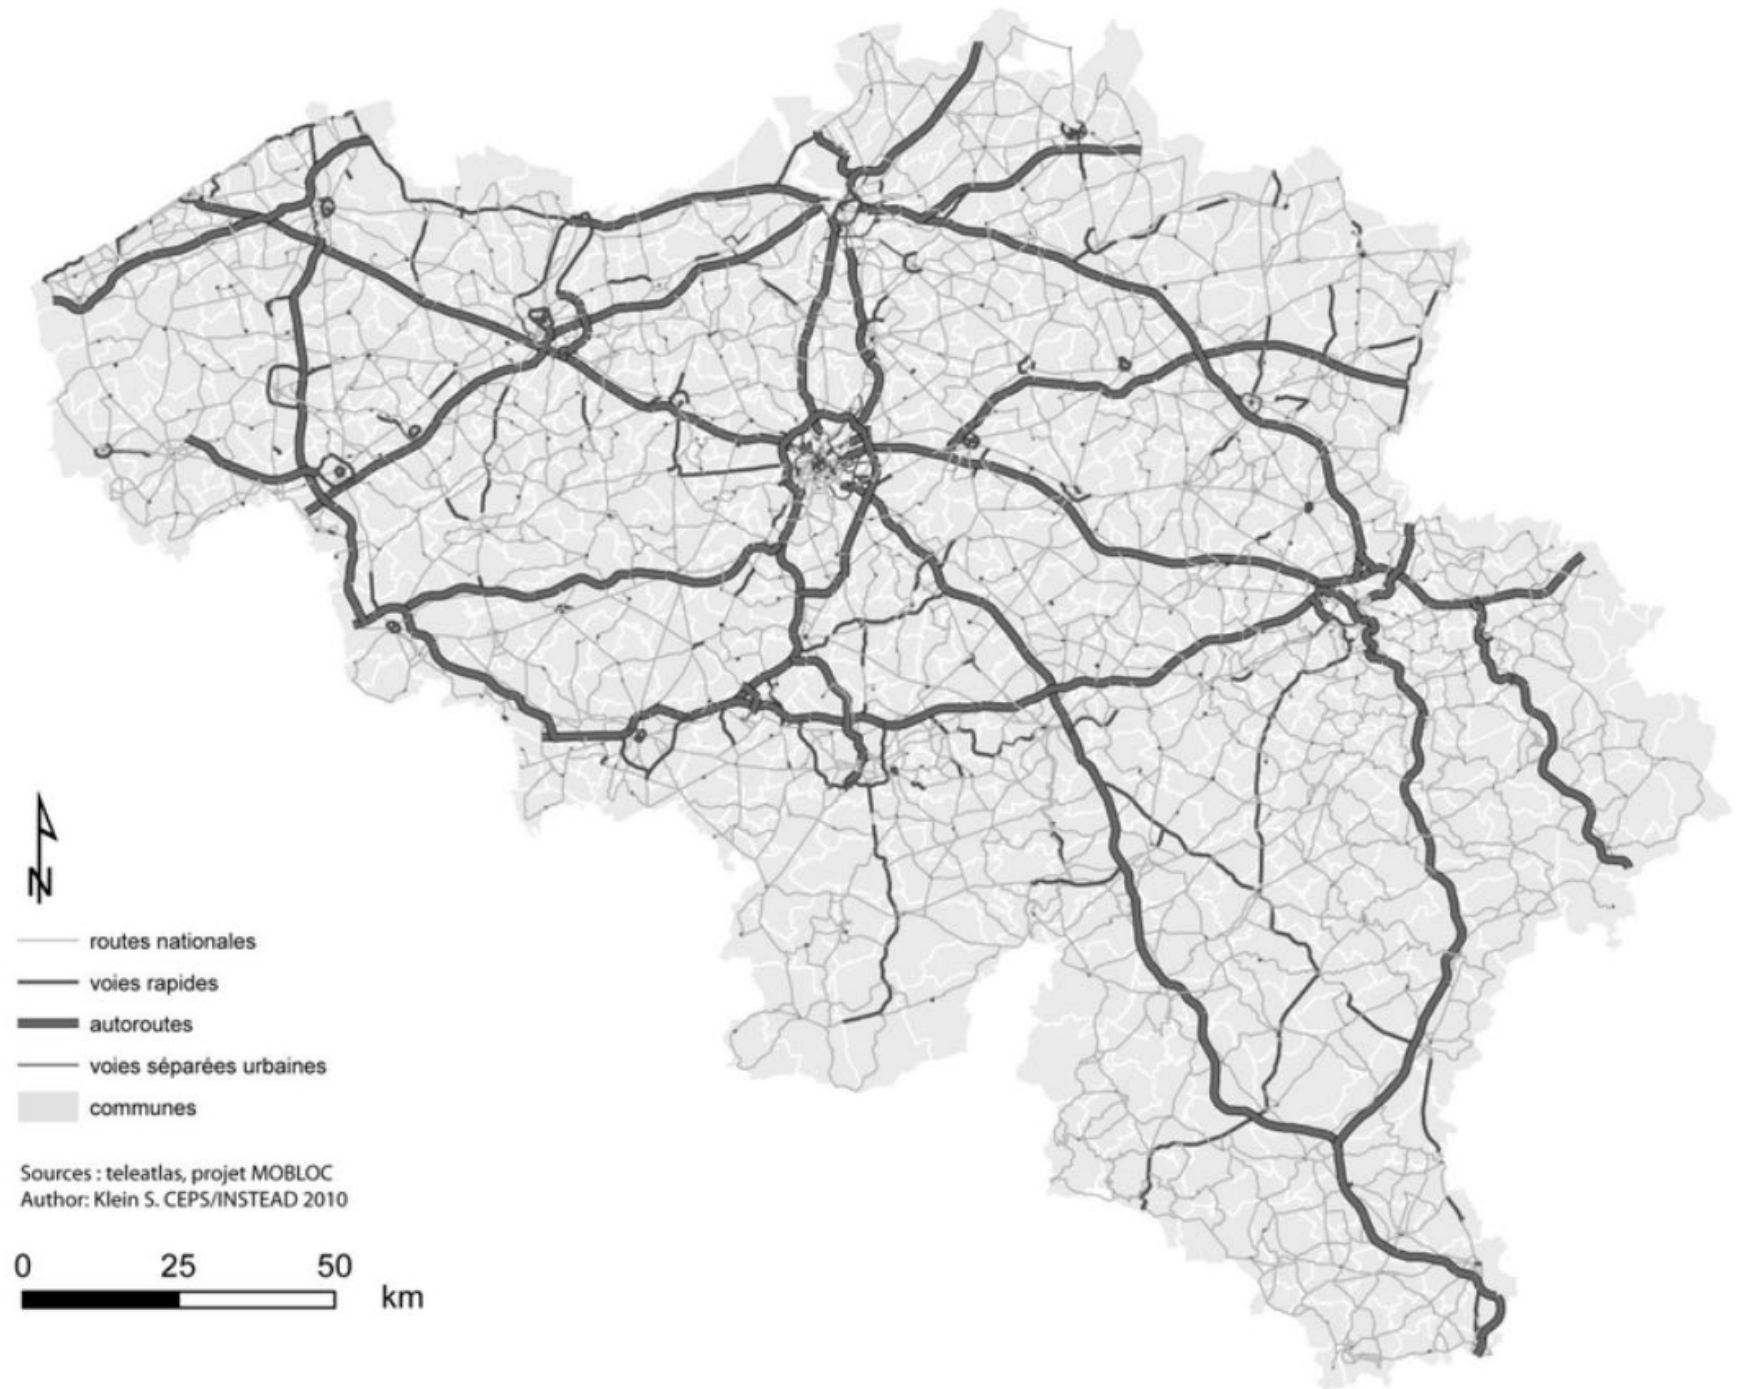 N
routes nationales
voies rapides
autoroutes
voies séparées urbaines
communes
Sources : teleatlas, projet MOBLOC
Author: Klein S. CEPS/INSTEAD 2010
0 25 50
km